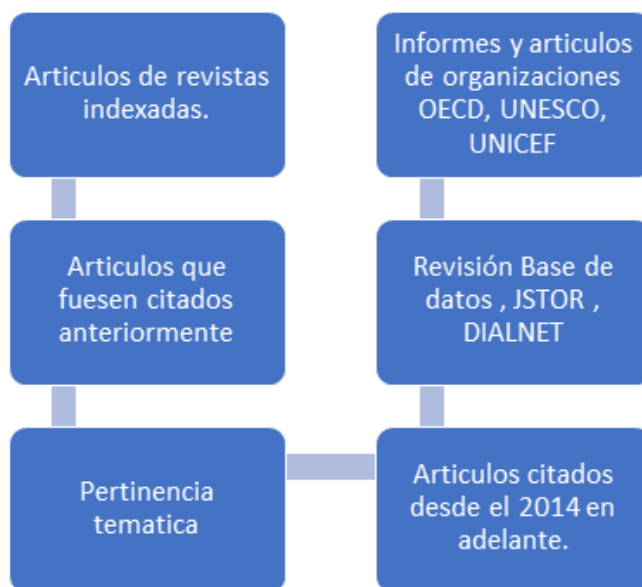 Articulos de revistas
indexadas.
Articulos que
fuesen citados
anteriormente
Pertinencia
tematica
Articulos citados
desde el 2014 en
adelante.
Revisión Base de
datos , JSTOR ,
DIALNET
Informes y articulos
de organizaciones
OECD, UNESCO,
UNICEF